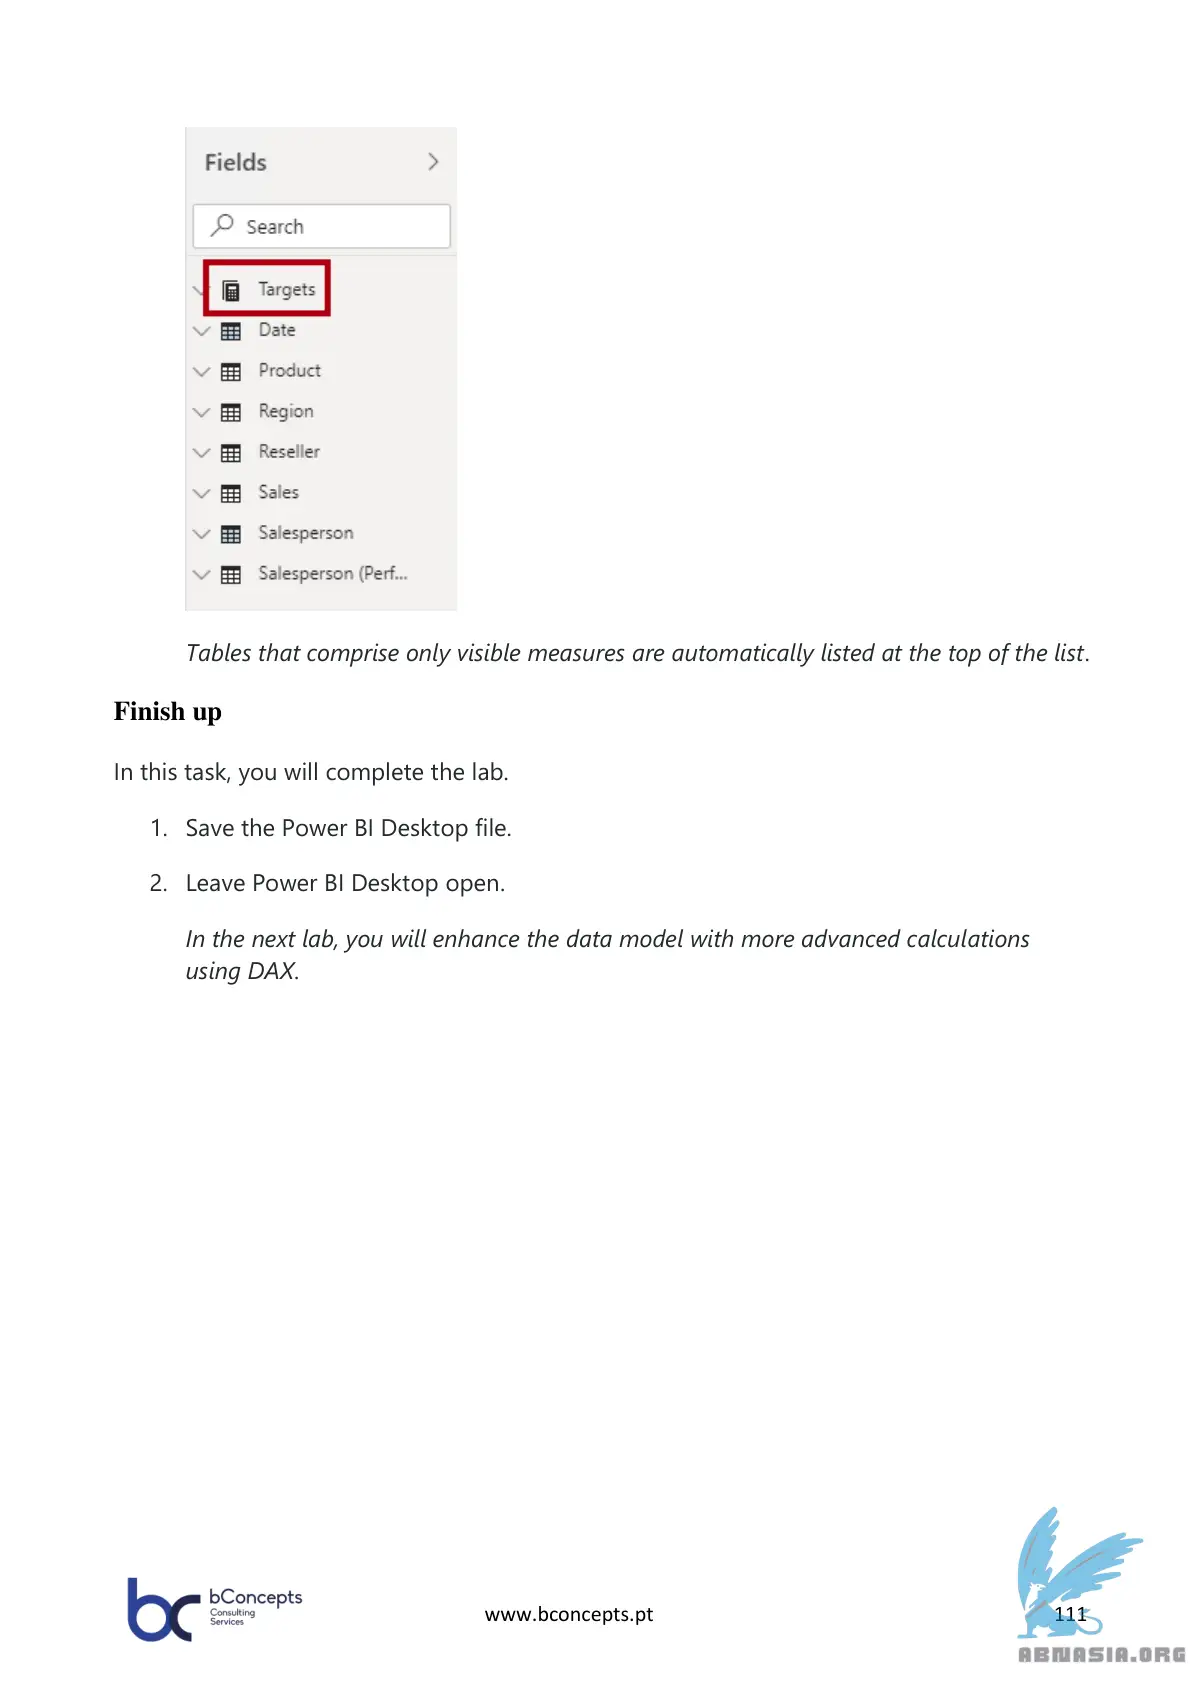 Fields
Search
Targets
Date
Product
Region
Reseller
Sales
Salesperson
Salesperson (Perf...
Tables that comprise only visible measures are automatically listed at the top of the list.
Finish up
In this task, you will complete the lab.
1. Save the Power BI Desktop file.
2. Leave Power BI Desktop open.
In the next lab, you will enhance the data model with more advanced calculations
using DAX.
bc
bConcepts
Consulting
Services
www.bconcepts.pt
111
ABNASIA.ORG